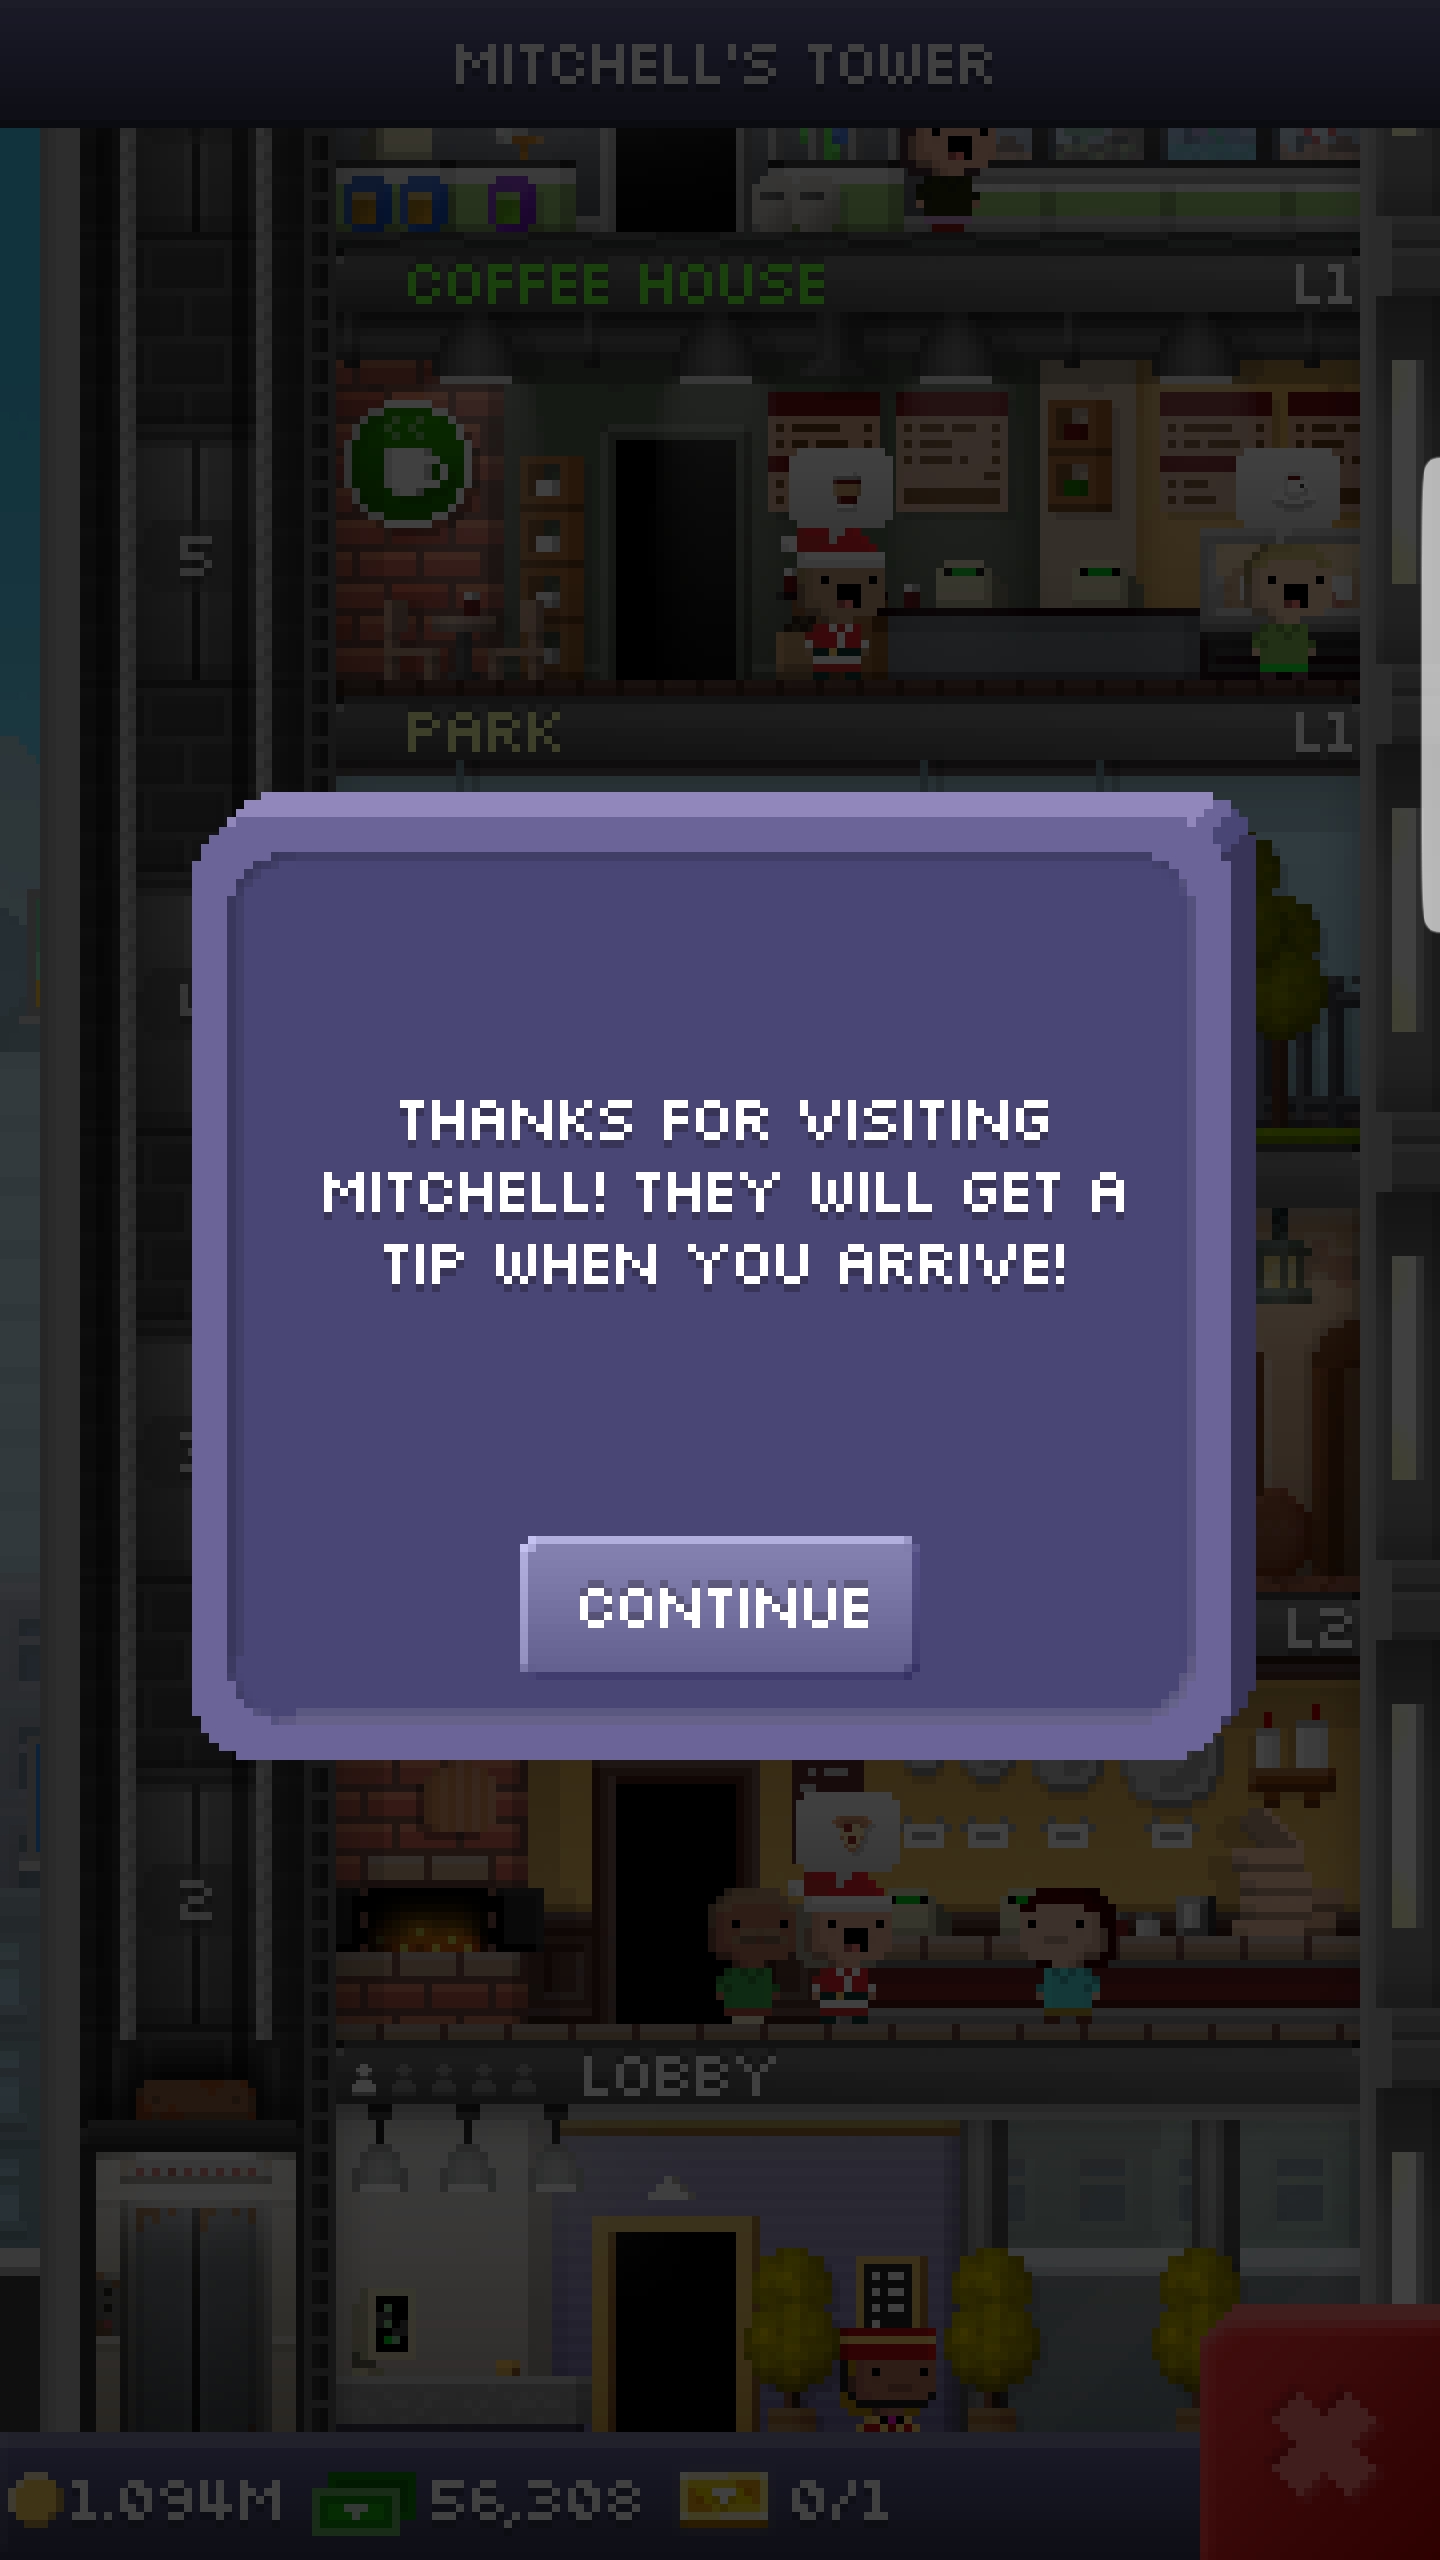 MITCHELL'S TOWER
COFFEE HOUSE L1
5
PARK L1
THANKS FOR VISITING
MITCHELL! THEY WILL GET A
TIP WHEN YOU ARRIVE!
CONTINUE
L2
2
LOBBY
1.094M 56,308 0/1